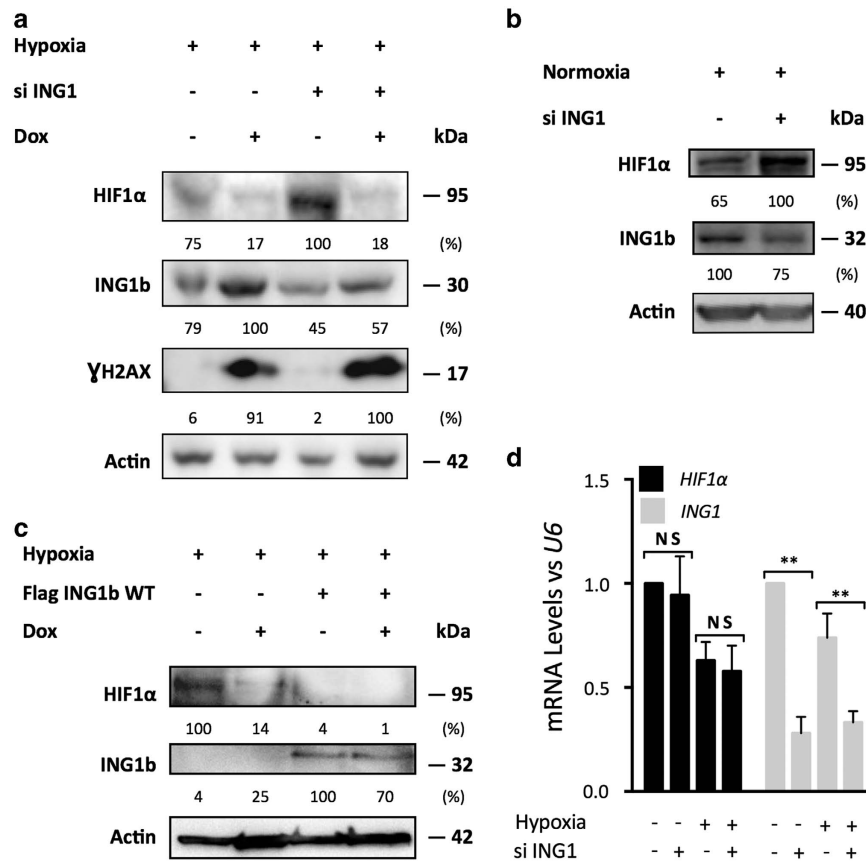 a
Hypoxia + + + +
si ING1 - - + +
Dox - + - + kDa
HIF1α — 95
75 17 100 18 (%)
ING1b — 30
79 100 45 57 (%)
ƔH2AX — 17
6 91 2 100 (%)
Actin — 42
b
Normoxia + +
si ING1 - + kDa
HIF1α — 95
65 100 (%)
ING1b — 32
100 75 (%)
Actin — 40
c
Hypoxia + + + +
Flag ING1b WT - - + +
Dox - + - + kDa
HIF1α — 95
100 14 4 1 (%)
ING1b — 32
4 25 100 70 (%)
Actin — 42
d
mRNA Levels vs U6
1.5
1.0
0.5
0.0
HIF1α
ING1
NS
NS
**
**
Hypoxia - - + + - - + +
si ING1 - + - + - + - +